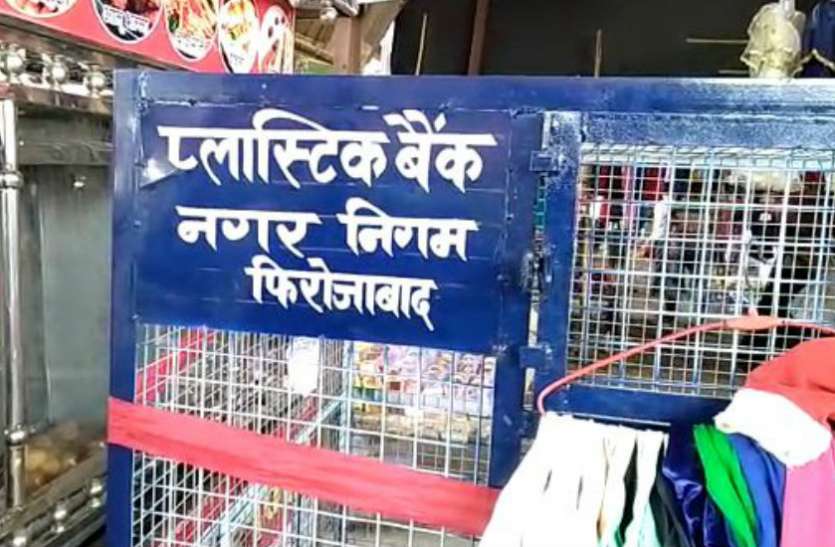 प्लास्टिक बैंक
नगर निगम
फिरोजाबाद